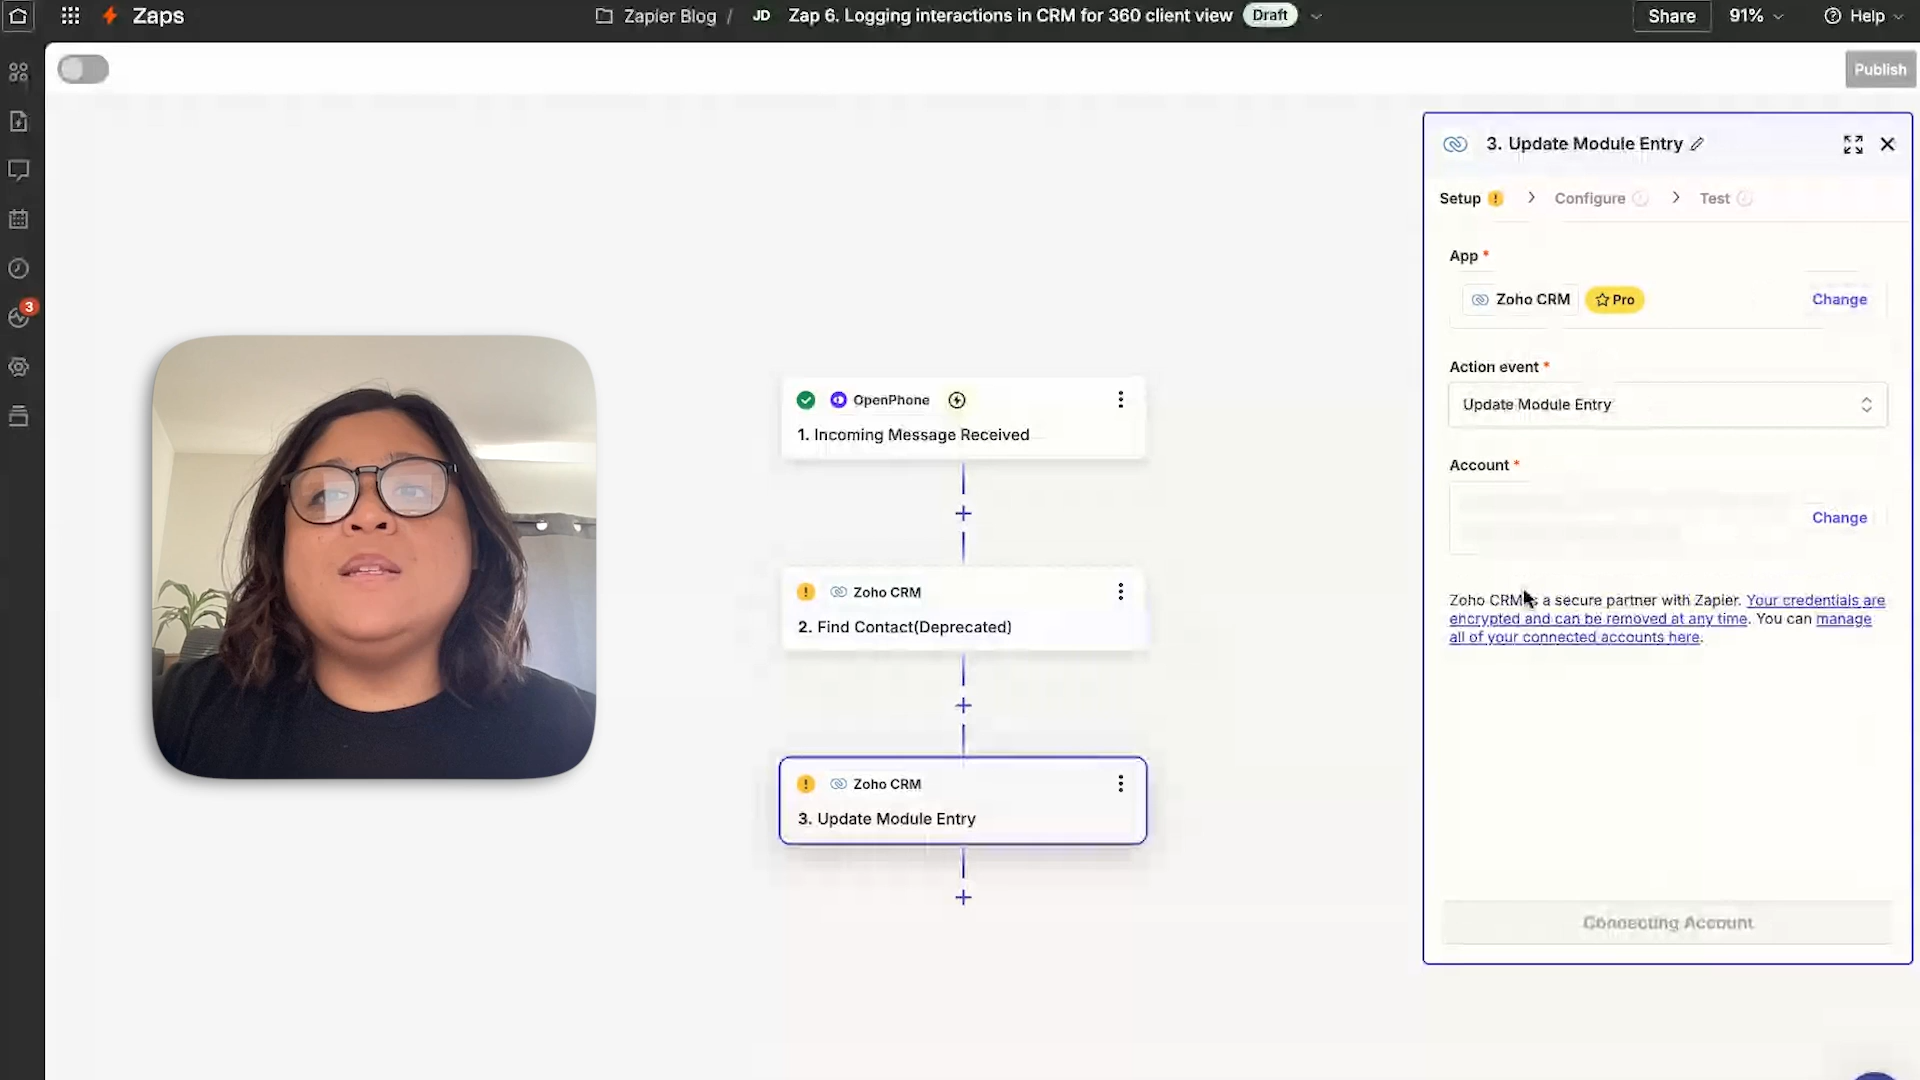 Zaps
Zapier Blog / JD Zap 6. Logging interactions in CRM for 360 client view Draft
Share 91% Help
Publish
3
3. Update Module Entry
Setup ! > Configure > Test
App *
Zoho CRM Pro Change
Action event *
Update Module Entry
Account *
Change
Zoho CRM is a secure partner with Zapier. Your credentials are
encrypted and can be removed at any time. You can manage
all of your connected accounts here.
Connecting Account
OpenPhone
1. Incoming Message Received
! Zoho CRM
2. Find Contact(Deprecated)
! Zoho CRM
3. Update Module Entry